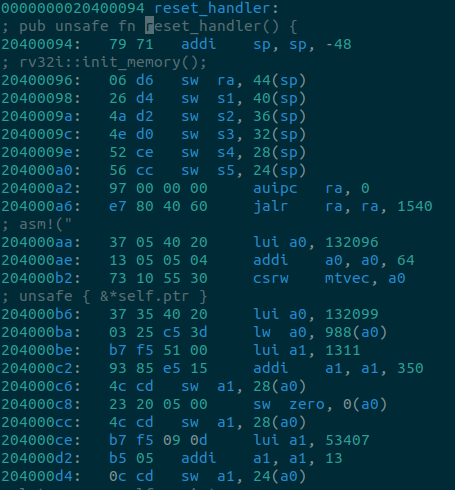 0000000020400094 reset_handler:
; pub unsafe fn reset_handler() {
20400094: 79 71 addi sp, sp, -48
; rv32i::init_memory();
20400096: 06 d6 sw ra, 44(sp)
20400098: 26 d4 sw s1, 40(sp)
2040009a: 4a d2 sw s2, 36(sp)
2040009c: 4e d0 sw s3, 32(sp)
2040009e: 52 ce sw s4, 28(sp)
204000a0: 56 cc sw s5, 24(sp)
204000a2: 97 00 00 00 auipc ra, 0
204000a6: e7 80 40 60 jalr ra, ra, 1540
; asm!("
204000aa: 37 05 04 20 lui a0, 132096
204000ae: 13 05 05 04 addi a0, a0, 64
204000b2: 73 10 55 30 csrw mtvec, a0
; unsafe { &*self.ptr }
204000b6: 37 35 40 20 lui a0, 132099
204000ba: 03 25 c5 3d lw a0, 988(a0)
204000be: b7 f5 51 00 lui a1, 1311
204000c2: 93 85 e5 15 addi a1, a1, 350
204000c6: 4c cd sw a1, 28(a0)
204000c8: 23 20 05 00 sw zero, 0(a0)
204000cc: 4c cd sw a1, 28(a0)
204000ce: b7 f5 09 0d lui a1, 53407
204000d2: b5 05 addi a1, a1, 13
204000d4: 0c cd sw a1, 24(a0)